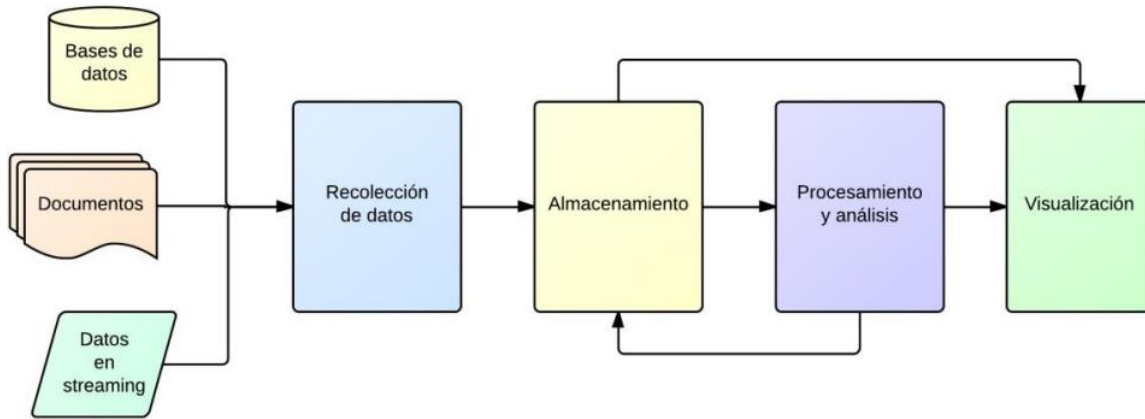 Bases de
datos
Documentos
Datos
en
streaming
Recolección
de datos
Almacenamiento
Procesamiento
y análisis
Visualización